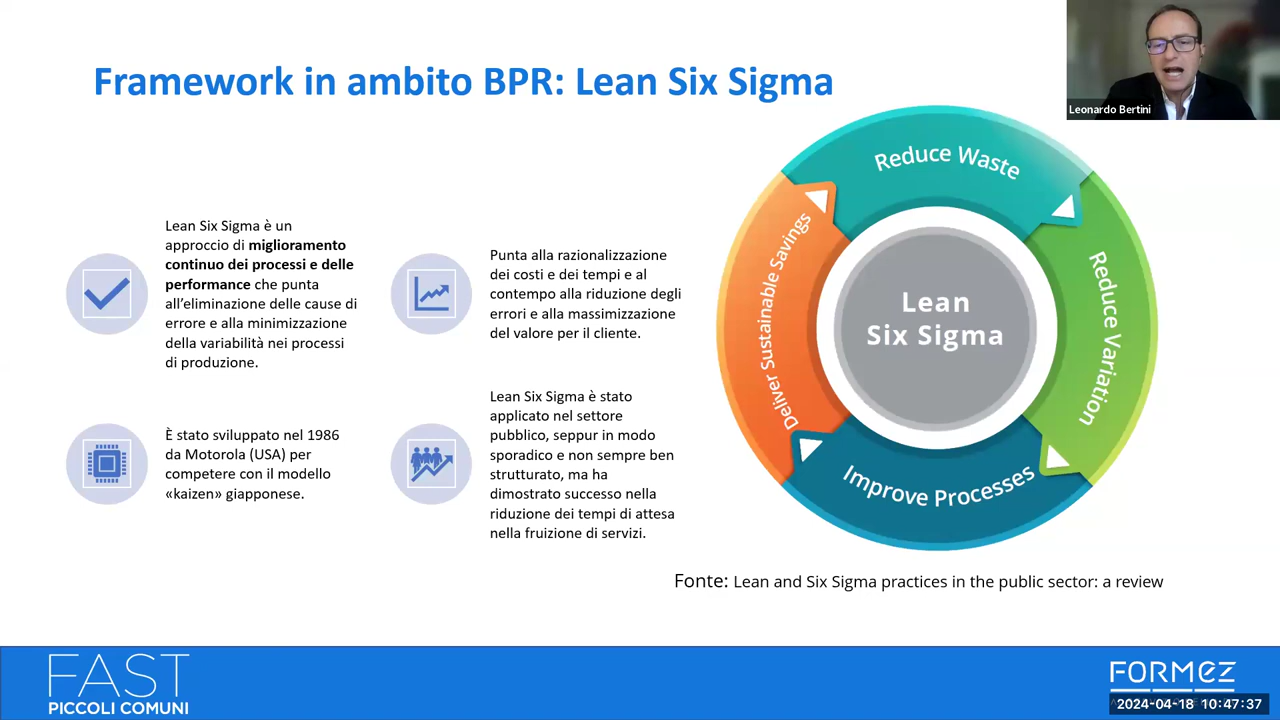 Framework in ambito BPR: Lean Six Sigma
Leonardo Bertini
Lean Six Sigma è un
approccio di miglioramento
continuo dei processi e delle
performance che punta
all’eliminazione delle cause di
errore e alla minimizzazione
della variabilità nei processi
di produzione.
Punta alla razionalizzazione
dei costi e dei tempi e al
contempo alla riduzione degli
errori e alla massimizzazione
del valore per il cliente.
È stato sviluppato nel 1986
da Motorola (USA) per
competere con il modello
«kaizen» giapponese.
Lean Six Sigma è stato
applicato nel settore
pubblico, seppur in modo
sporadico e non sempre ben
strutturato, ma ha
dimostrato successo nella
riduzione dei tempi di attesa
nella fruizione di servizi.
Reduce Waste
Reduce Variation
Improve Processes
Deliver Sustainable Savings
Lean
Six Sigma
Fonte: Lean and Six Sigma practices in the public sector: a review
FAST
PICCOLI COMUNI
FORMEZ
2024-04-18 10:47:37